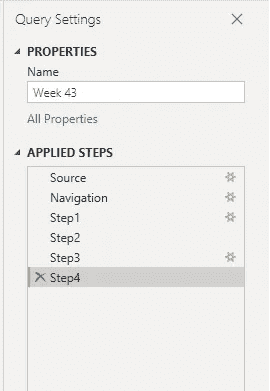 Query Settings
PROPERTIES
Name
Week 43
All Properties
APPLIED STEPS
Source
Navigation
Step1
Step2
Step3
Step4